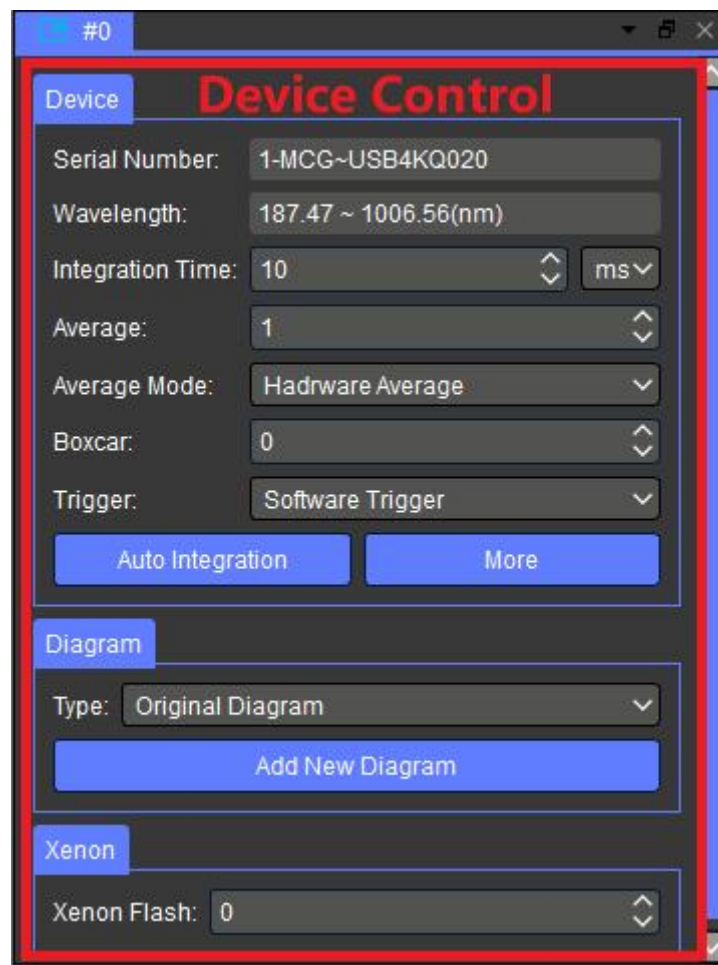 #0
Device Device Control
Serial Number: 1-MCG~USB4KQ020
Wavelength: 187.47 ~ 1006.56(nm)
Integration Time: 10 ms
Average: 1
Average Mode: Hadrware Average
Boxcar: 0
Trigger: Software Trigger
Auto Integration More
Diagram
Type: Original Diagram
Add New Diagram
Xenon
Xenon Flash: 0